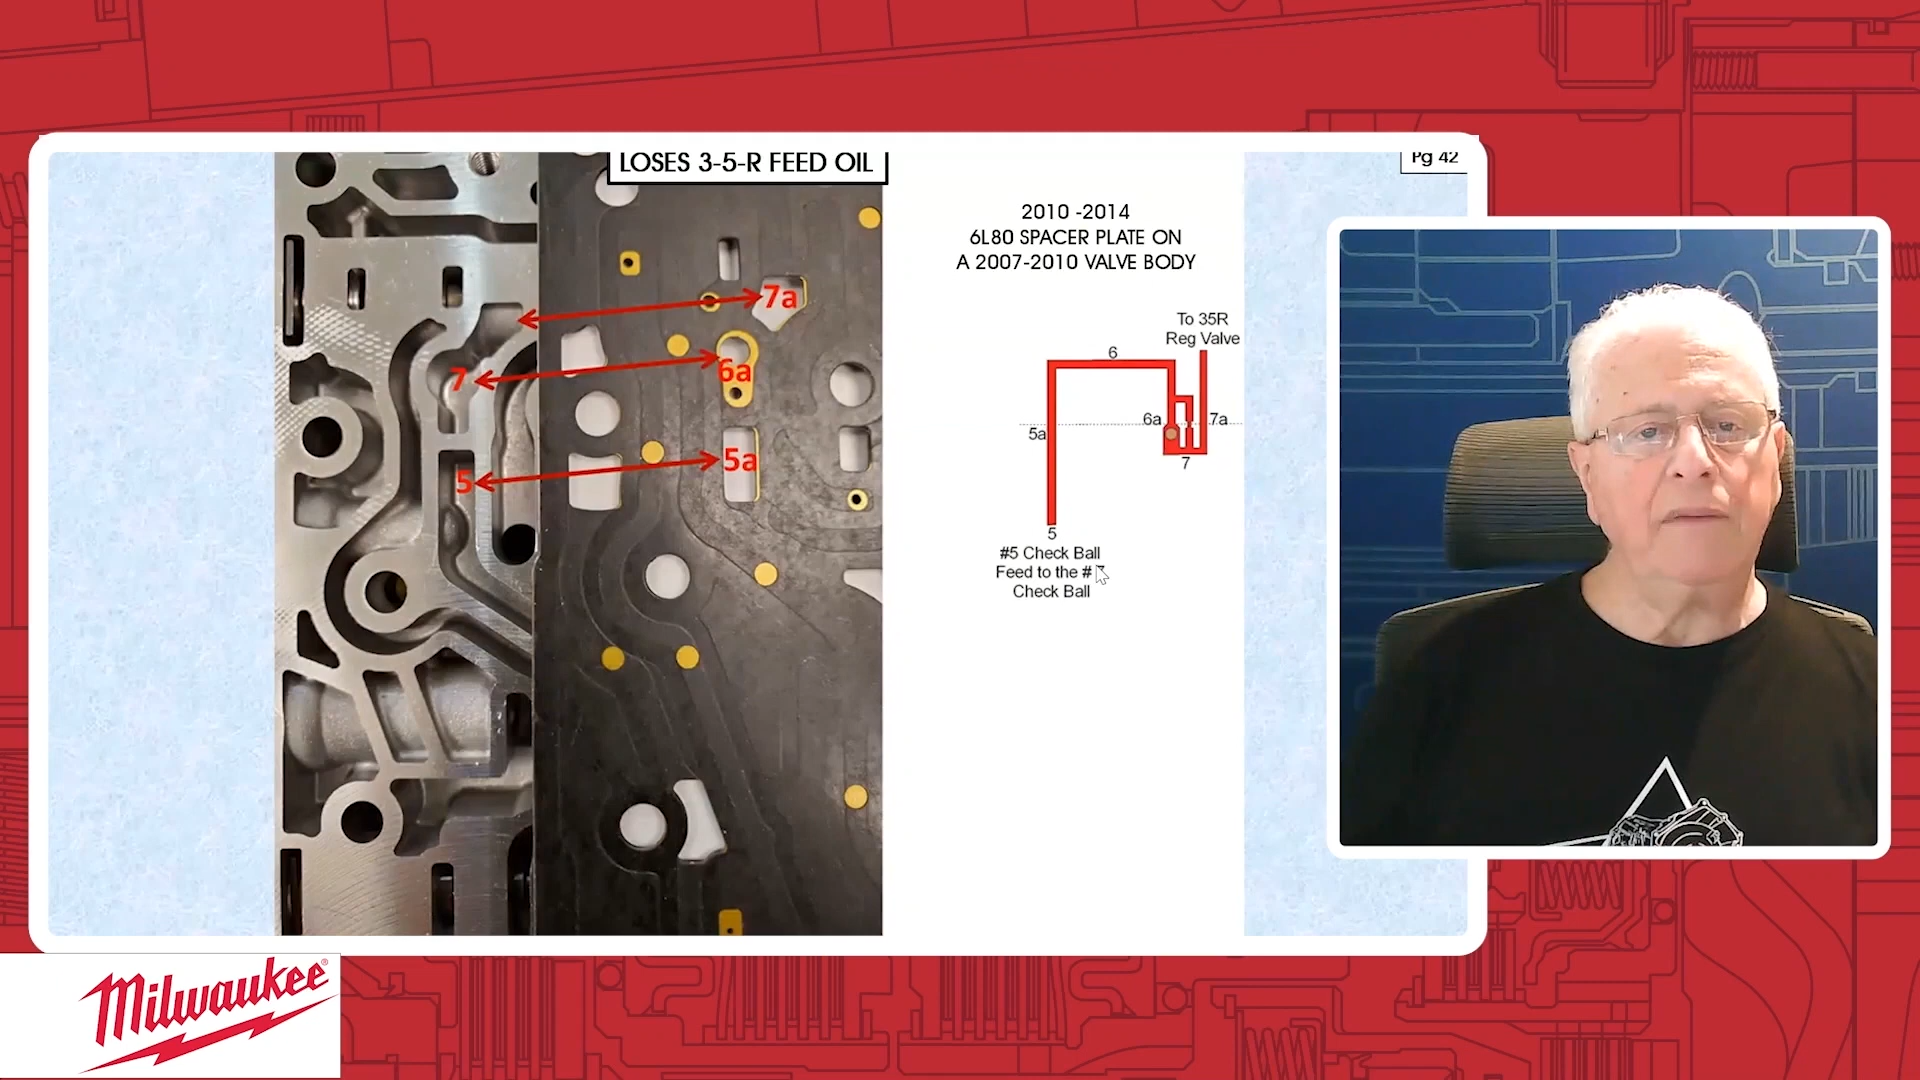 LOSES 3-5-R FEED OIL
Pg 42
2010 -2014
6L80 SPACER PLATE ON
A 2007-2010 VALVE BODY
7a
7
6a
5
5a
To 35R
Reg Valve
6
6a
7a
5a
7
5
#5 Check Ball
Feed to the #
Check Ball
Milwaukee®